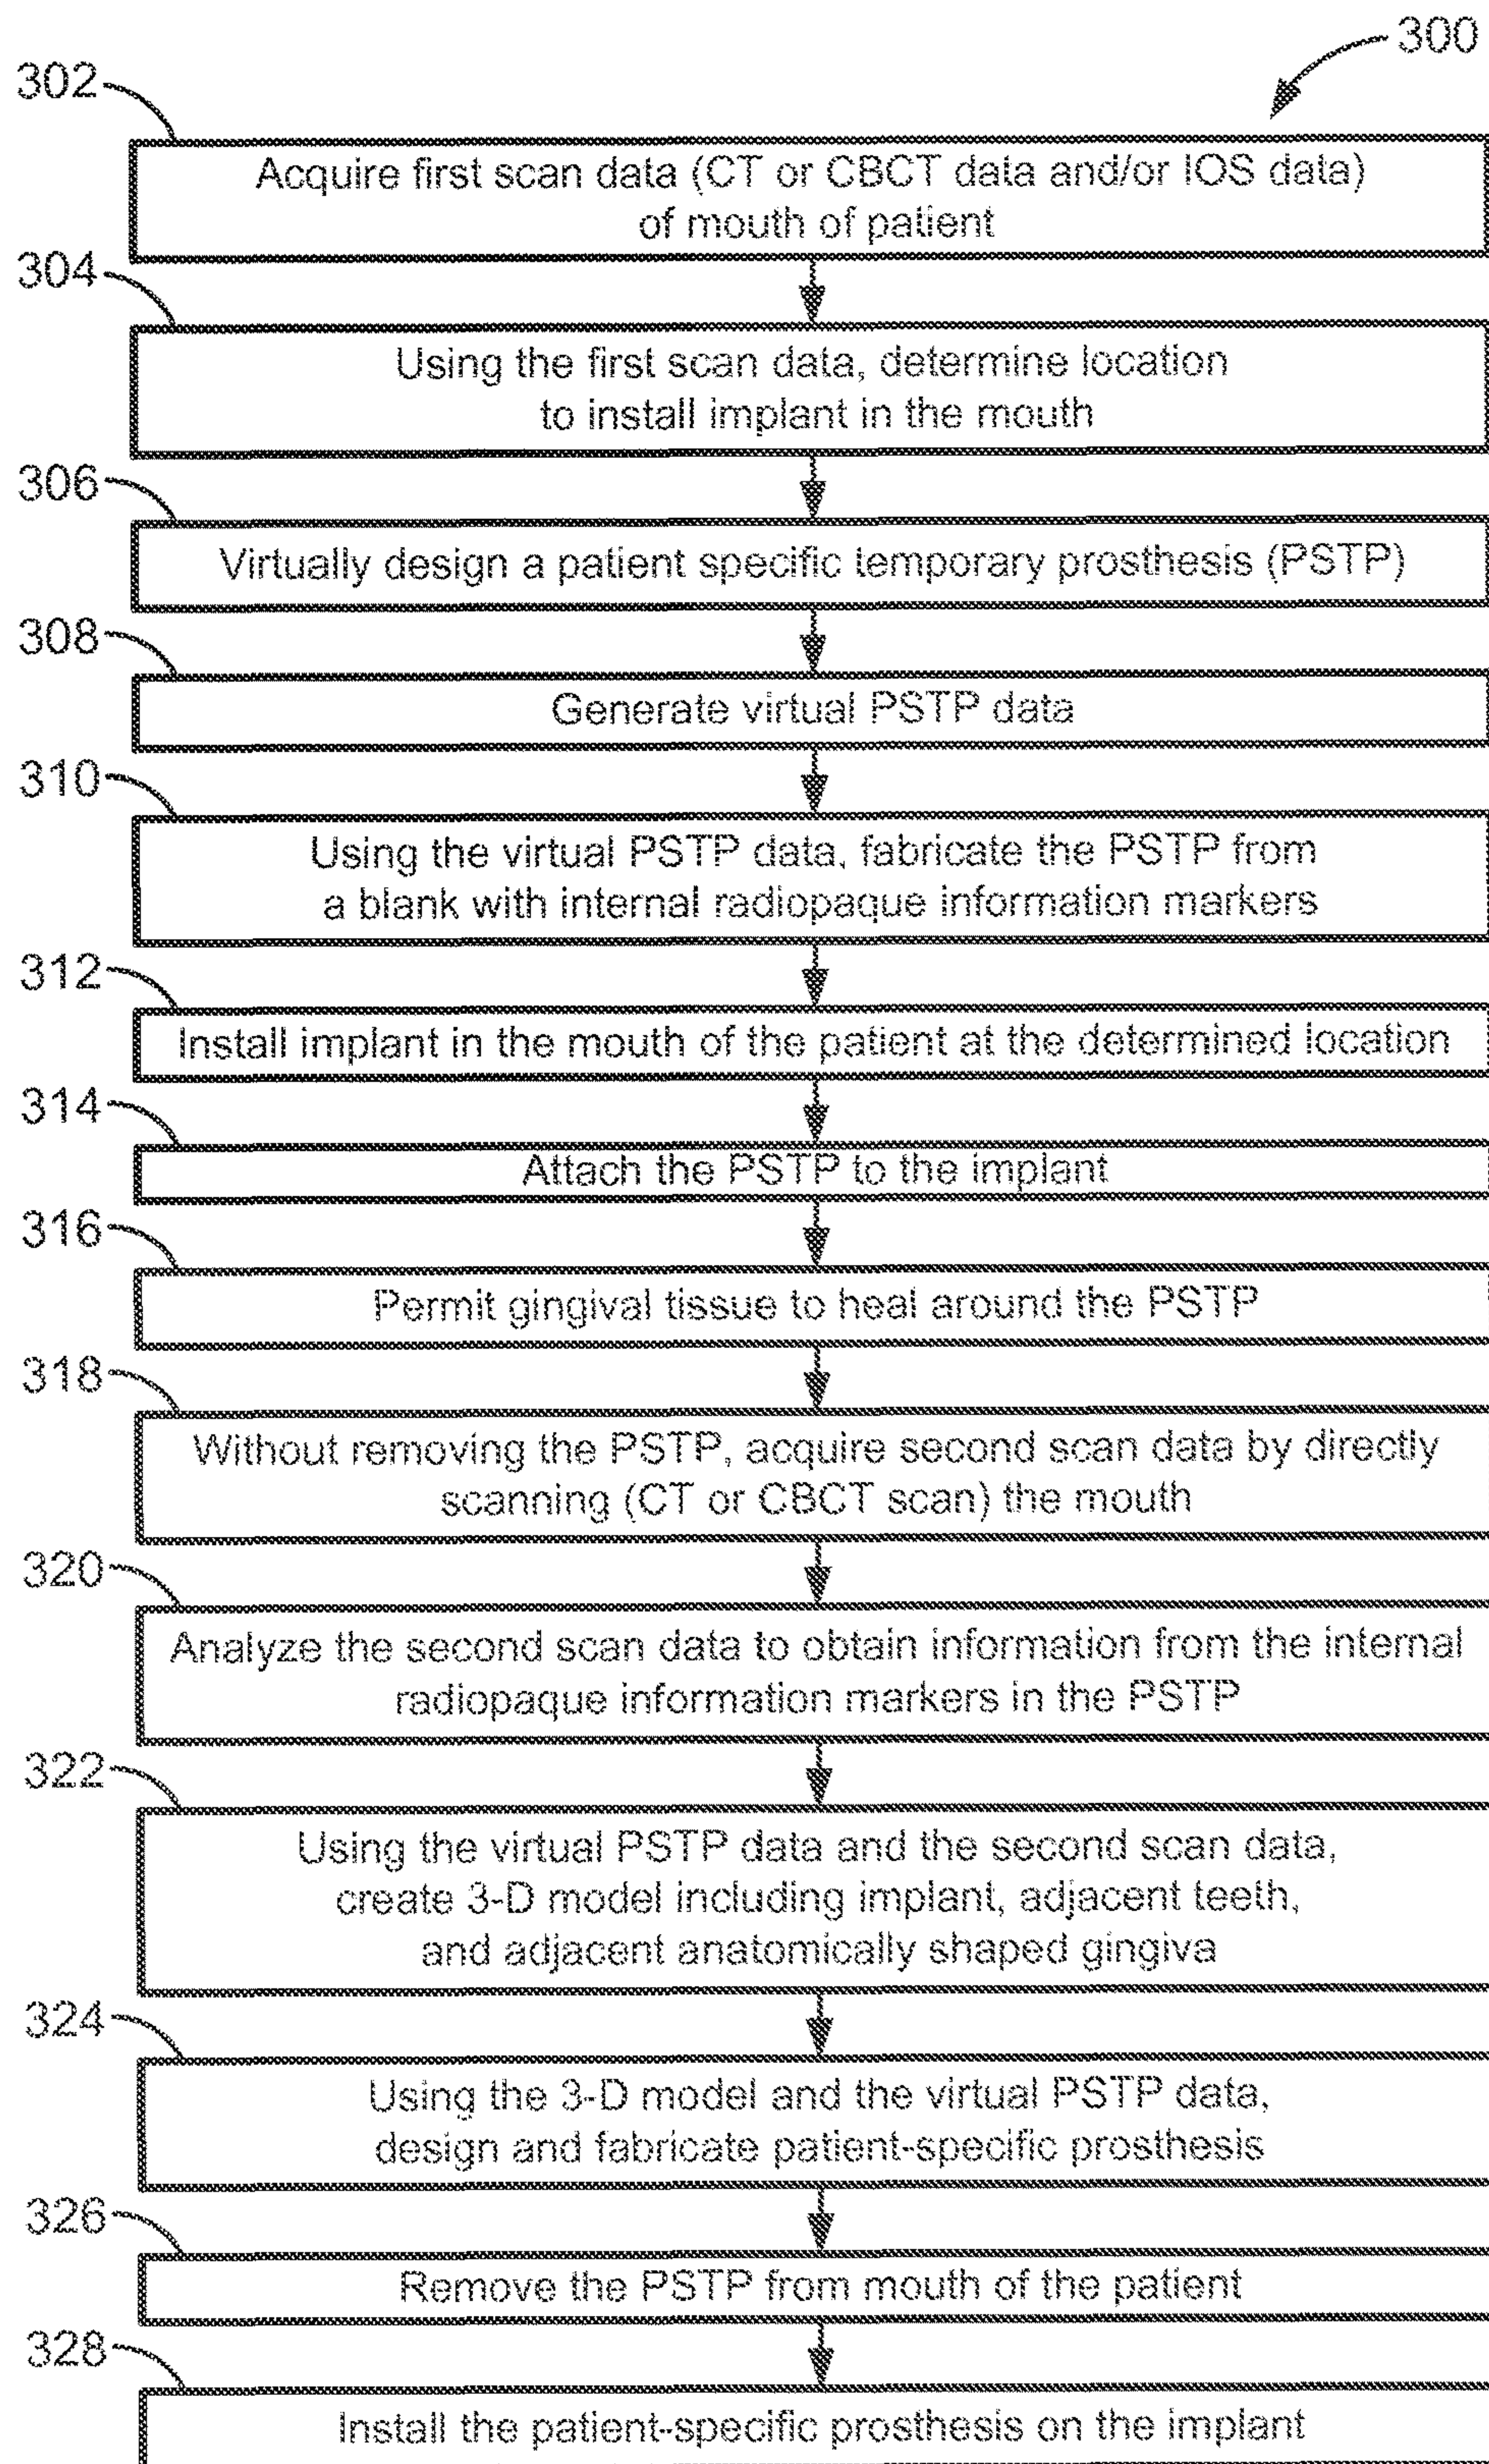 300
302
Acquire first scan data (CT or CBCT data and/or IOS data)
of mouth of patient
304
Using the first scan data, determine location
to install implant in the mouth
306
Virtually design a patient specific temporary prosthesis (PSTP)
308
Generate virtual PSTP data
310
Using the virtual PSTP data, fabricate the PSTP from
a blank with internal radiopaque information markers
312
Install implant in the mouth of the patient at the determined location
314
Attach the PSTP to the implant
316
Permit gingival tissue to heal around the PSTP
318
Without removing the PSTP, acquire second scan data by directly
scanning (CT or CBCT scan) the mouth
320
Analyze the second scan data to obtain information from the internal
radiopaque information markers in the PSTP
322
Using the virtual PSTP data and the second scan data,
create 3-D model including implant, adjacent teeth,
and adjacent anatomically shaped gingiva
324
Using the 3-D model and the virtual PSTP data,
design and fabricate patient-specific prosthesis
326
Remove the PSTP from mouth of the patient
328
Install the patient-specific prosthesis on the implant